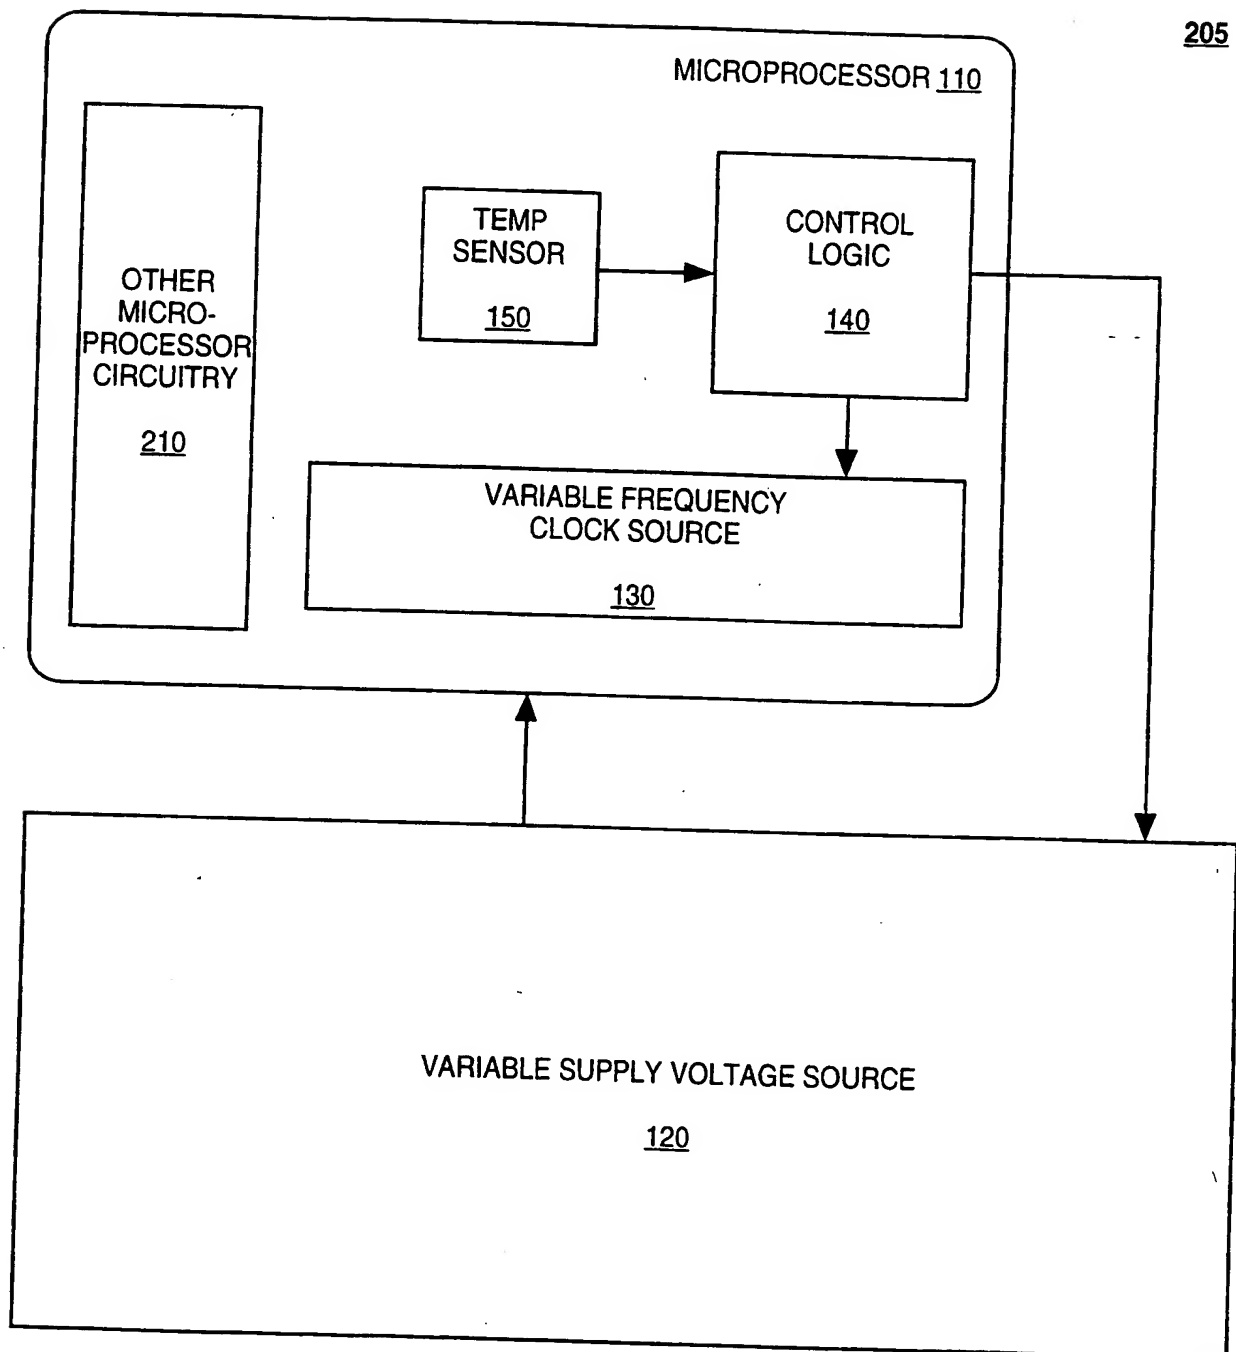 205
MICROPROCESSOR 110
TEMP
SENSOR
150
CONTROL
LOGIC
140
OTHER
MICRO-
PROCESSOR
CIRCUITRY
210
VARIABLE FREQUENCY
CLOCK SOURCE
130
VARIABLE SUPPLY VOLTAGE SOURCE
120